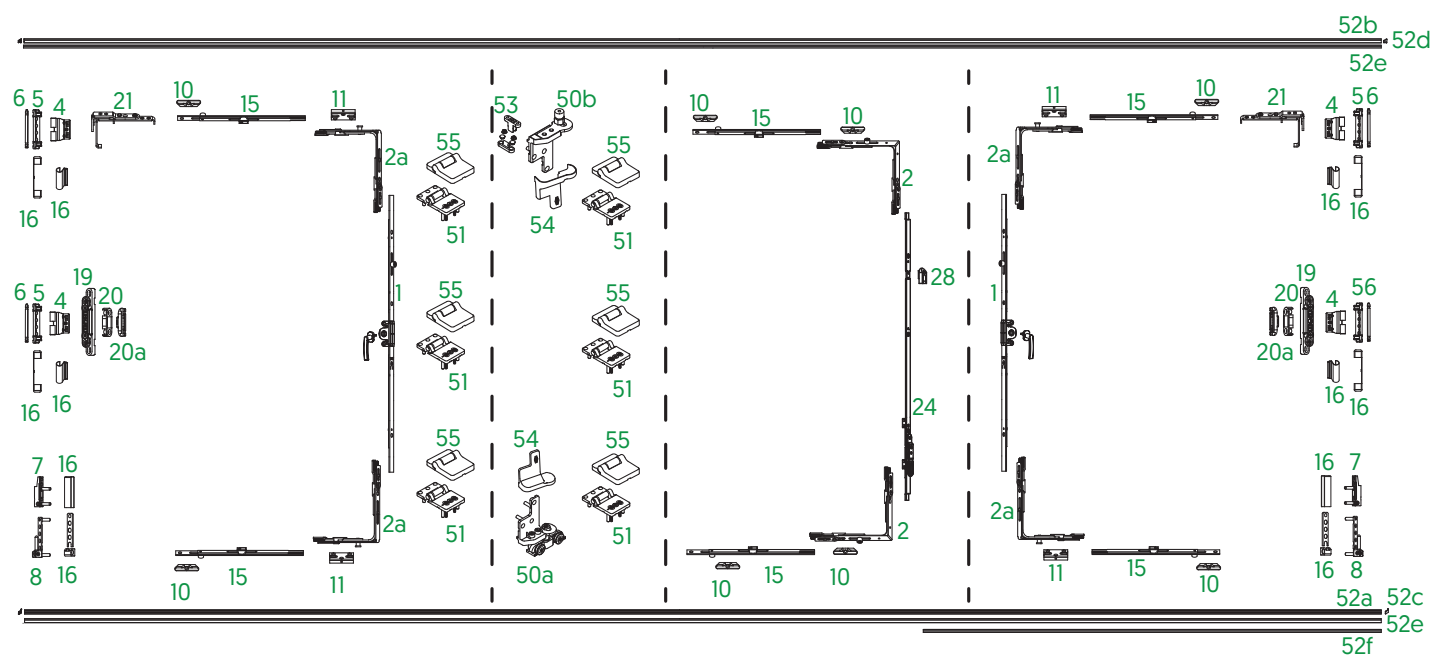 52b
52d
52e
6 5 4 21 10 15 11 53 50b 10 15 10 11 15 10 21 4 5 6
2a 55 55 2 2a
16 16 54 16 16
51 51
19 28 19
6 5 4 20 1 55 55 1 20 4 5 6
20a 20a
16 16 51 51 16 16
24
7 16 55 54 55 16 7
2a 51 51 2 2a
8 16 15 50a 15 10 11 15 16 8
10 11 10 10
52a 52c
52e
52f